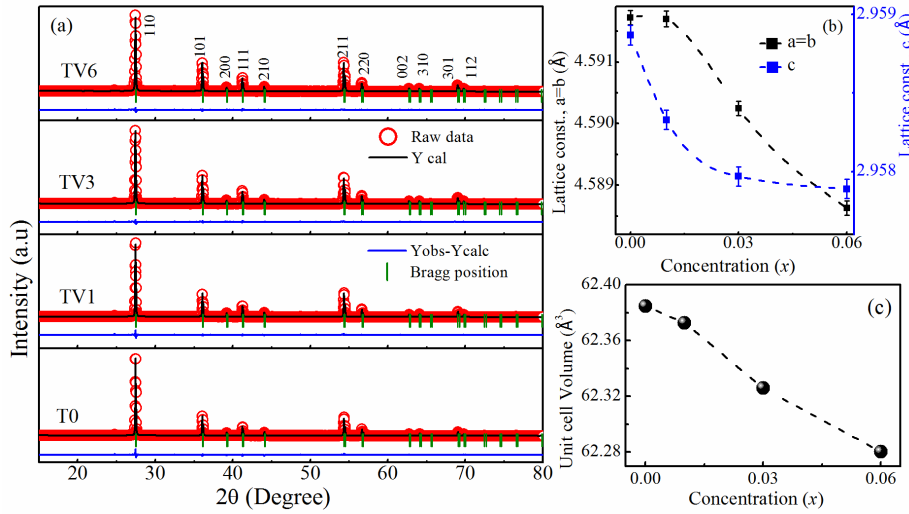 (a)
110
101
200
111
210
211
220
002
310
301
112
TV6
Raw data
Y cal
TV3
Yobs-Ycalc
Bragg position
TV1
T0
Intensity (a.u)
20 30 40 50 60 70 80
2θ (Degree)
(b)
a=b
c
4.591
4.590
4.589
Lattice const., a=b (Å)
2.959
2.958
Lattice const., c (Å)
0.00 0.03 0.06
Concentration (x)
(c)
62.40
62.36
62.32
62.28
Unit cell Volume (Å³)
0.00 0.03 0.06
Concentration (x)